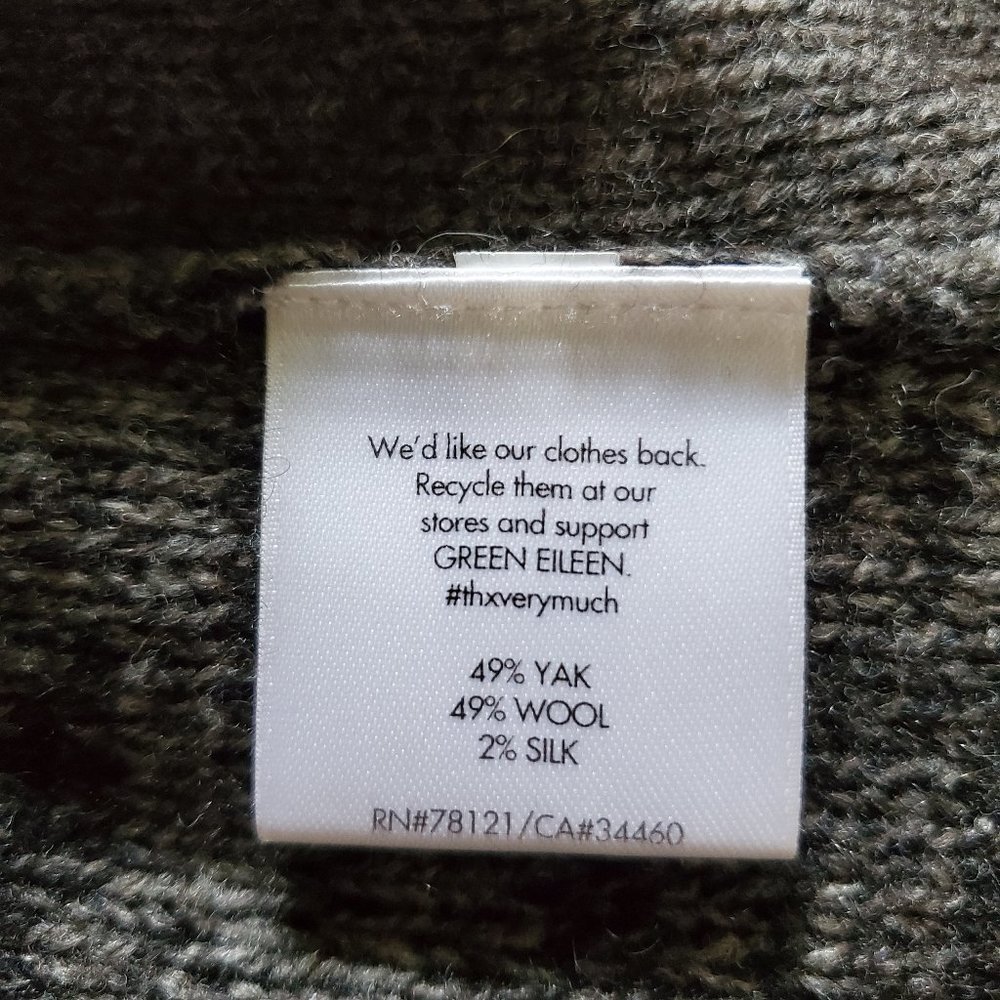 We'd like our clothes back.
Recycle them at our
stores and support
GREEN EILEEN.
#thxverymuch
49% YAK
49% WOOL
2% SILK
RN#78121/CA#34460